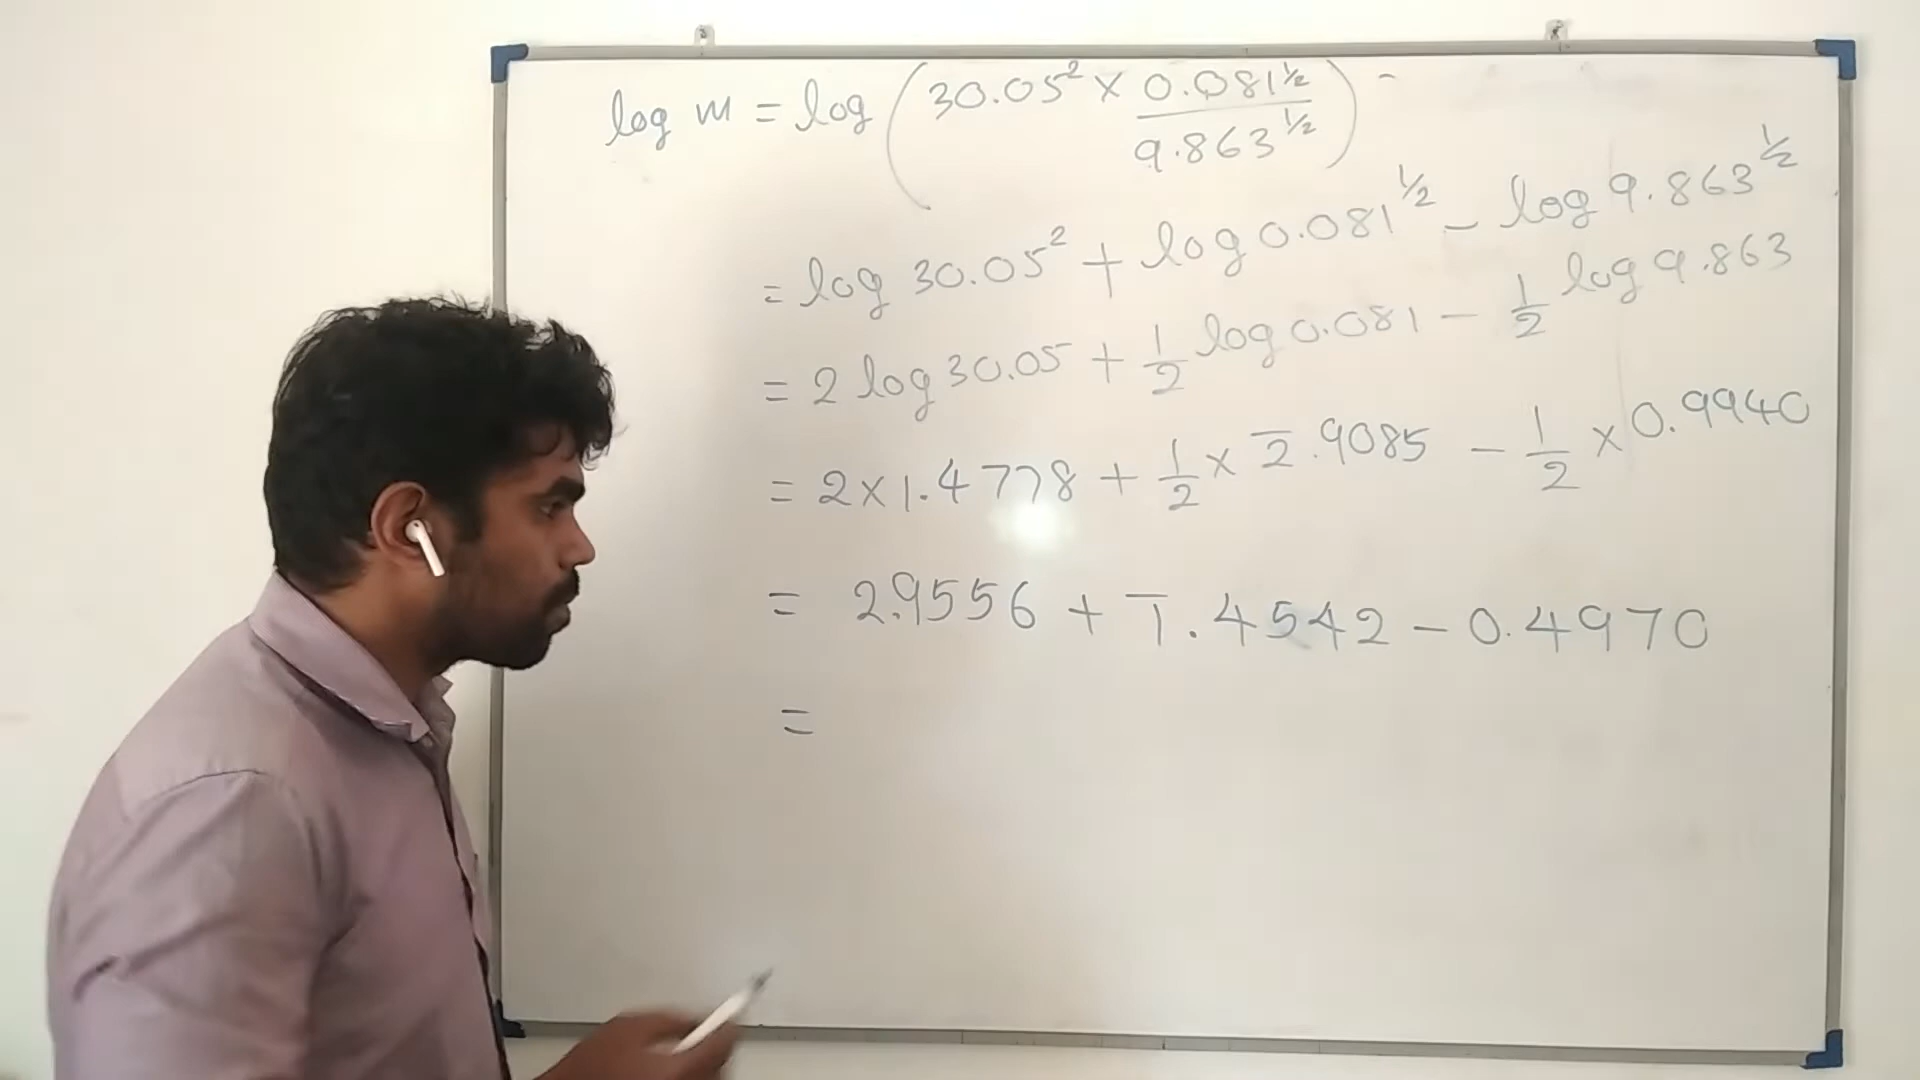 log m = log (30.05² × 0.081^½ / 9.863^½)
= log 30.05² + log 0.081^½ − log 9.863^½
= 2 log 30.05 + 1/2 log 0.081 − 1/2 log 9.863
= 2 × 1.4778 + 1/2 × 2̅.9085 − 1/2 × 0.9940
= 2.9556 + 1̅.4542 − 0.4970
=